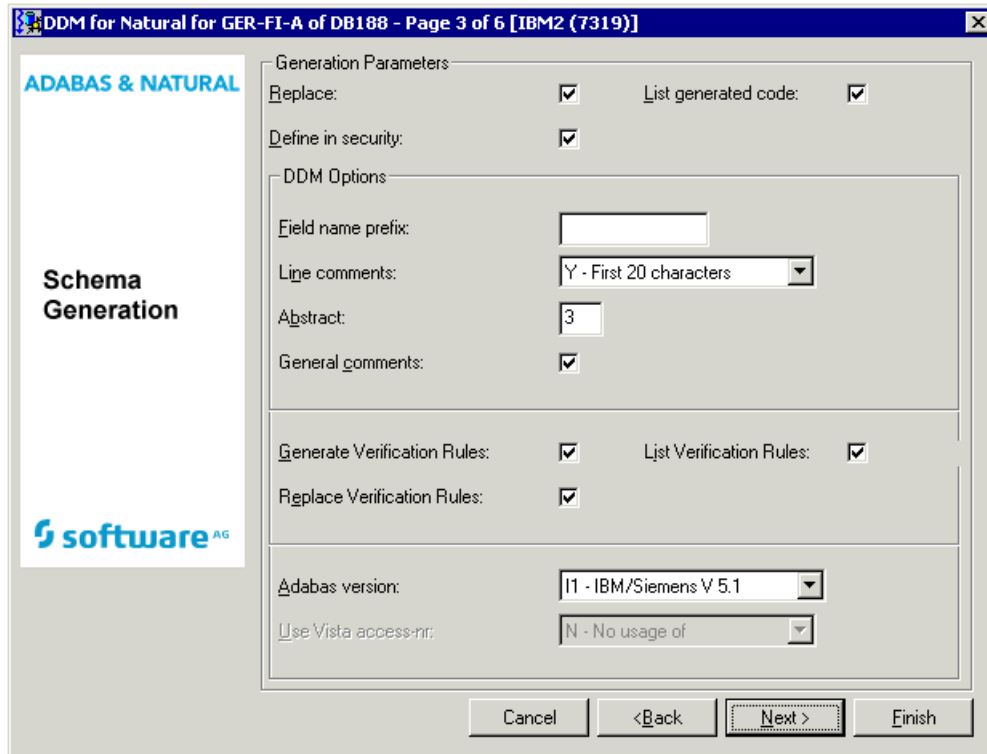 DDM for Natural for GER-FI-A of DB188 - Page 3 of 6 [IBM2 (7319)]
ADABAS & NATURAL
Schema
Generation
software AG
Generation Parameters
Replace:
List generated code:
Define in security:
DDM Options
Field name prefix:
Line comments:
Y - First 20 characters
Abstract:
3
General comments:
Generate Verification Rules:
List Verification Rules:
Replace Verification Rules:
Adabas version:
I1 - IBM/Siemens V 5.1
Use Vista access-nr:
N - No usage of
Cancel
<Back
Next >
Finish